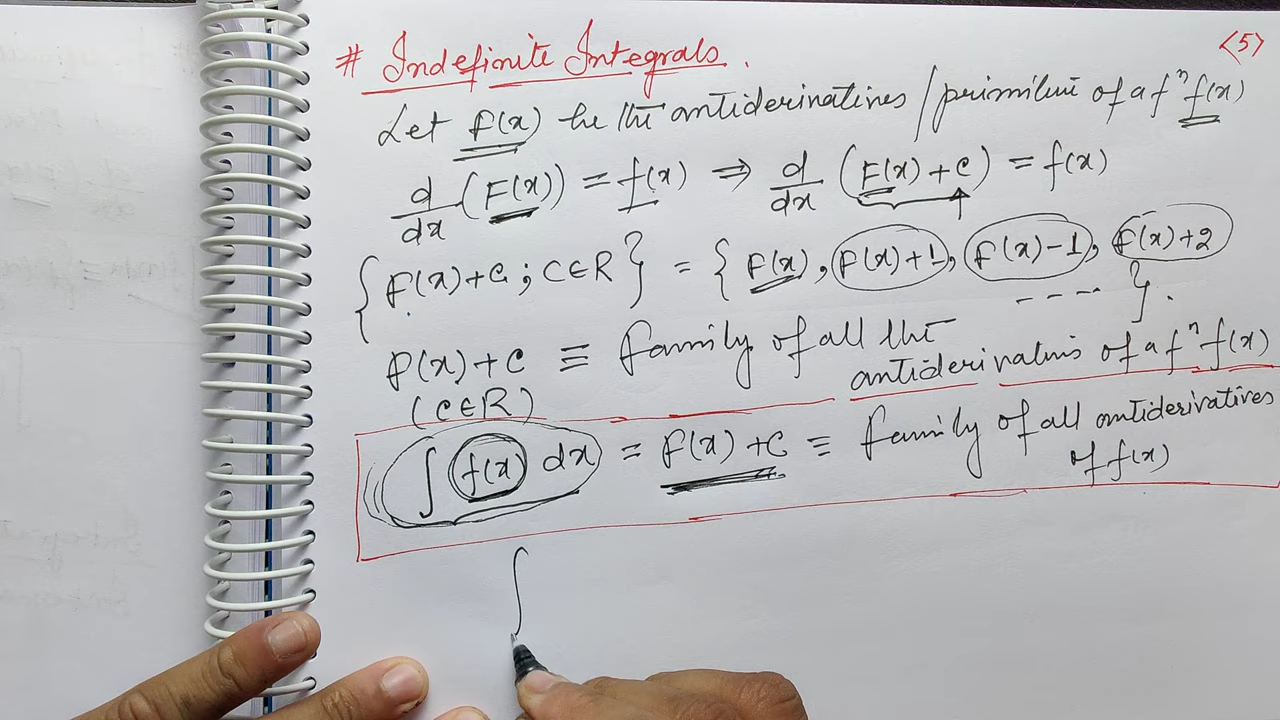 # Indefinite Integrals.
<5>
Let F(x) be the antiderivatives / primitive of a fⁿ f(x)
d/dx (F(x)) = f(x) ⇒ d/dx (F(x) + C) = f(x)
{F(x)+C ; C∈R} = {F(x), F(x)+1, F(x)-1, F(x)+2
---- }.
F(x) + C ≡ family of all the
antiderivatives of a fⁿ f(x)
(C∈R)
∫ f(x) dx = F(x) + C ≡ family of all antiderivatives
of f(x)
∫